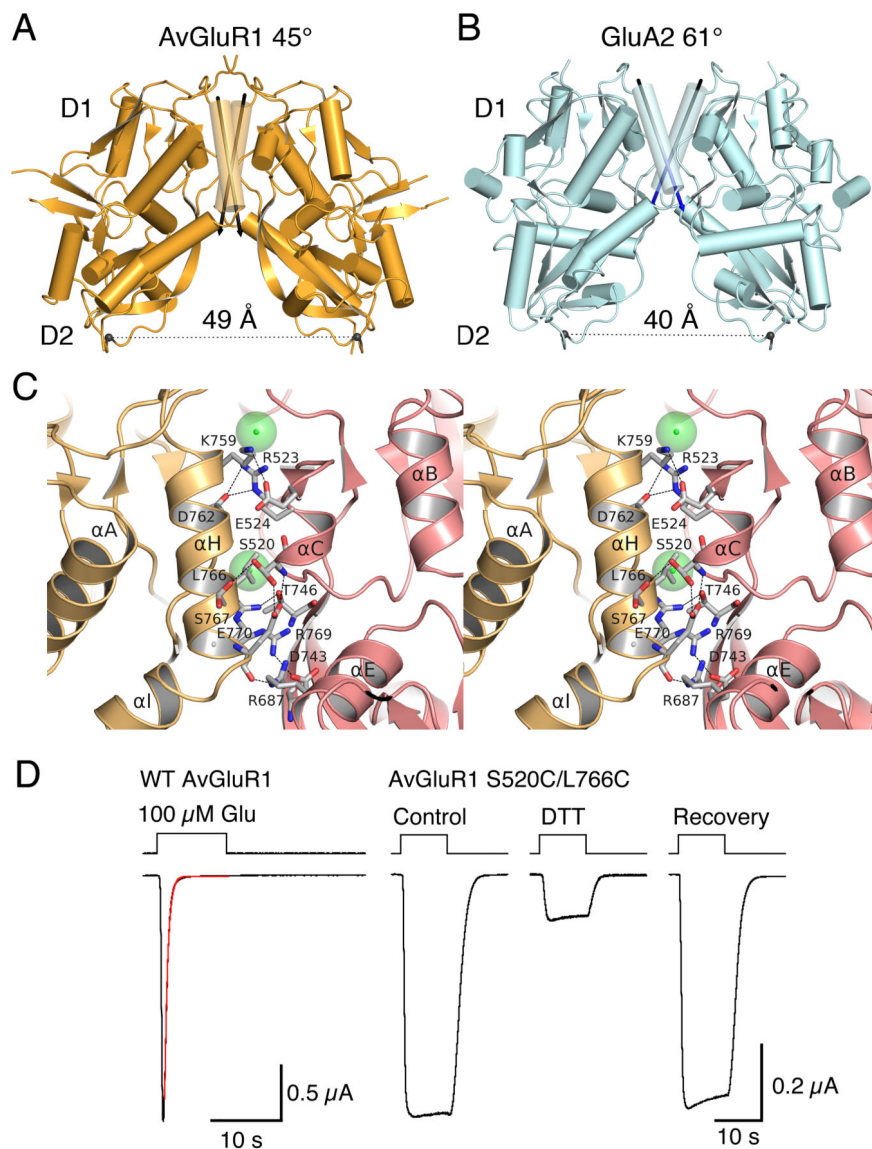 A
AvGluR1 45°
D1
49 Å
D2
B
GluA2 61°
D1
40 Å
D2
C
K759
R523
αB
D762
E524
αA
αH
S520
αC
L766
T746
S767
E770
R769
D743
αE
αI
R687
K759
R523
αB
D762
E524
αA
αH
S520
αC
L766
T746
S767
E770
R769
D743
αE
αI
R687
D
WT AvGluR1
AvGluR1 S520C/L766C
100 µM Glu
Control
DTT
Recovery
0.5 µA
10 s
0.2 µA
10 s